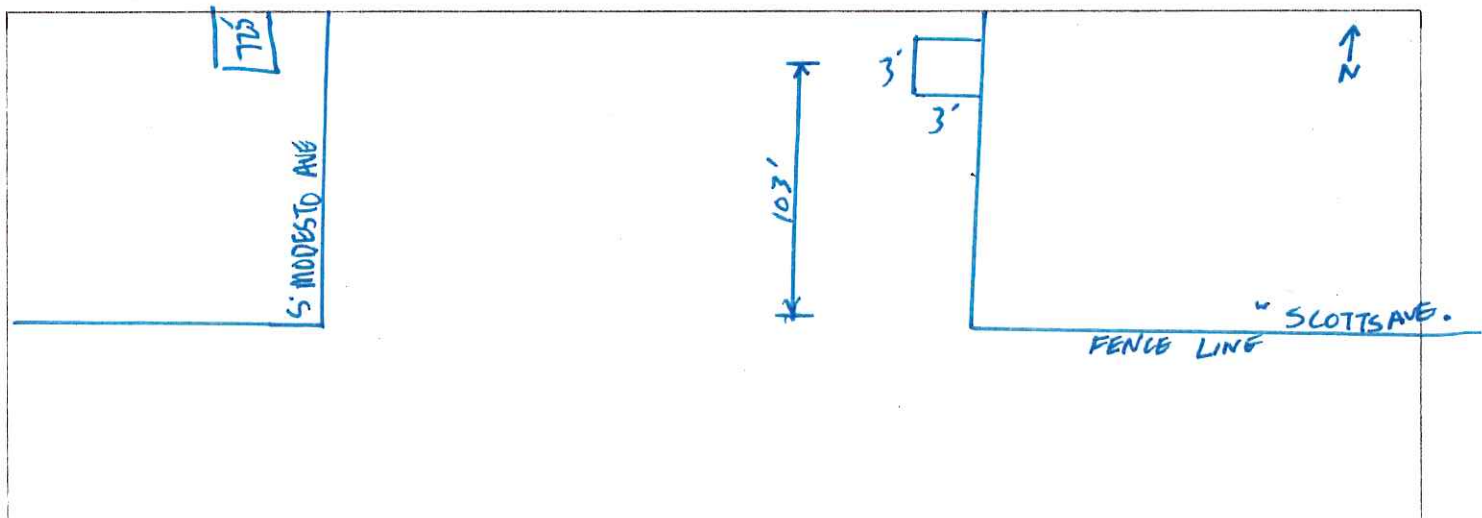 725
S MODESTO AVE
103'
3'
3'
N
" SCOTTS AVE.
FENCE LINE